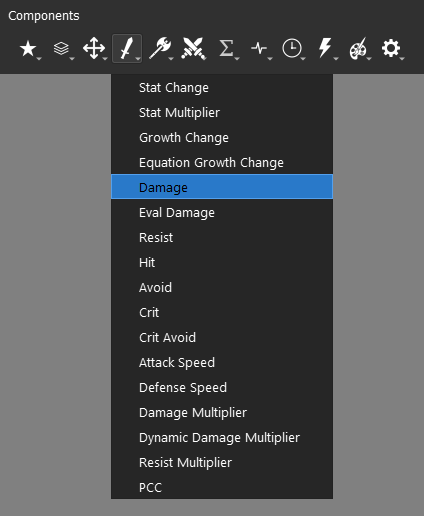 Components
Stat Change
Stat Multiplier
Growth Change
Equation Growth Change
Damage
Eval Damage
Resist
Hit
Avoid
Crit
Crit Avoid
Attack Speed
Defense Speed
Damage Multiplier
Dynamic Damage Multiplier
Resist Multiplier
PCC